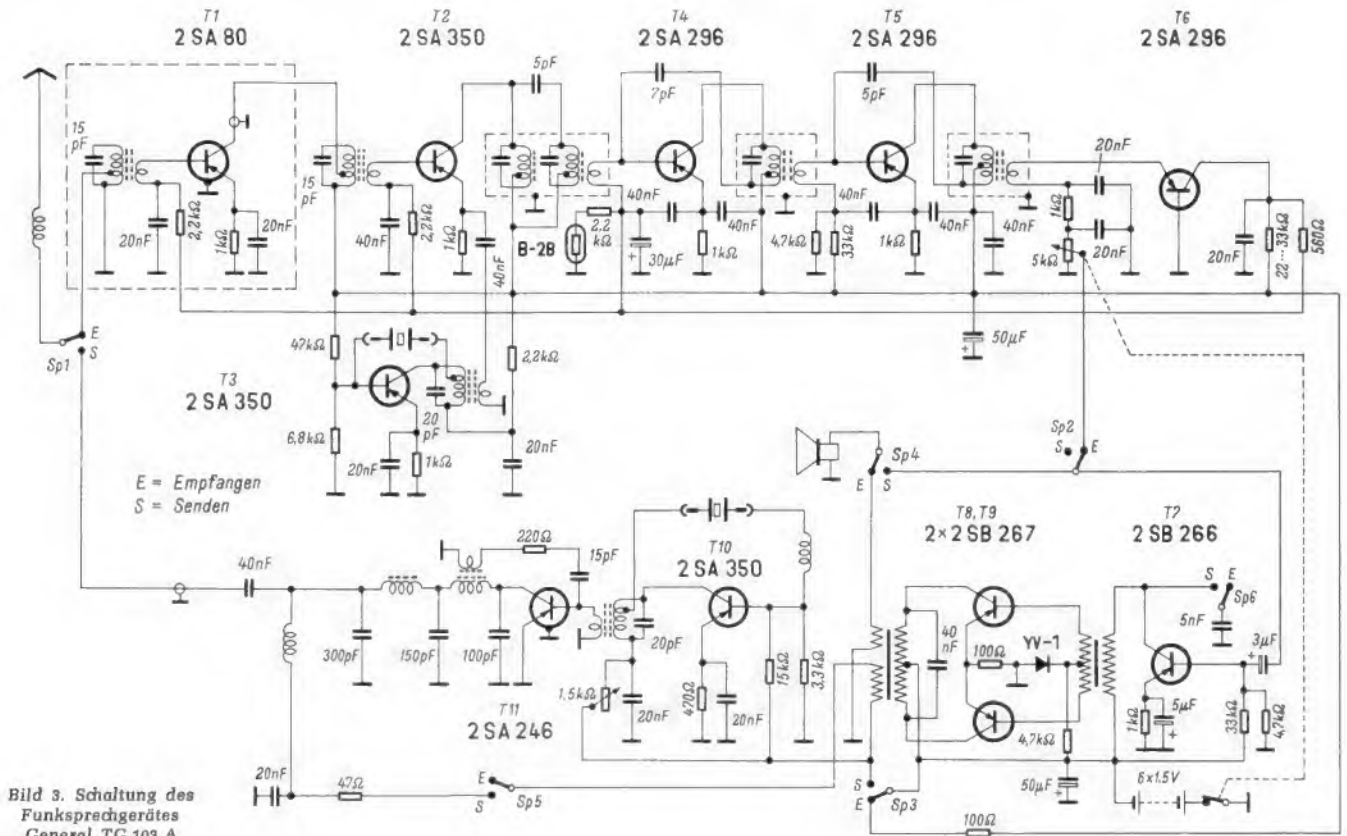 T1
2 SA 80
T2
2 SA 350
T4
2 SA 296
T5
2 SA 296
T6
2 SA 296
5pF
7pF
5pF
15
pF
15
pF
20nF
2,2kΩ
1kΩ
20nF
40nF
2,2kΩ
1kΩ
40nF
B-2B
2,2
kΩ
40nF
30µF
40nF
1kΩ
40nF
4,7kΩ
33kΩ
1kΩ
40nF
40nF
20nF
1kΩ
5kΩ
20nF
20nF
22...33kΩ
560Ω
50µF
E
S
Sp1
T3
2 SA 350
47kΩ
6,8kΩ
20
pF
20nF
1kΩ
2,2kΩ
20nF
E = Empfangen
S = Senden
Sp4
E
S
Sp2
S
E
T8, T9
2 × 2 SB 267
T7
2 SB 266
40nF
300pF
150pF
100pF
220Ω
15pF
T10
2 SA 350
20pF
1,5kΩ
20nF
470Ω
20nF
15kΩ
3,3kΩ
T11
2 SA 246
40
nF
100Ω
YV-1
4,7kΩ
50µF
S
E
Sp6
5nF
3µF
1kΩ
5µF
33kΩ
4,7kΩ
20nF
47Ω
E
S
Sp5
S
E
Sp3
6×1,5V
100Ω
Bild 3. Schaltung des
Funksprechgerätes
General TG 103 A